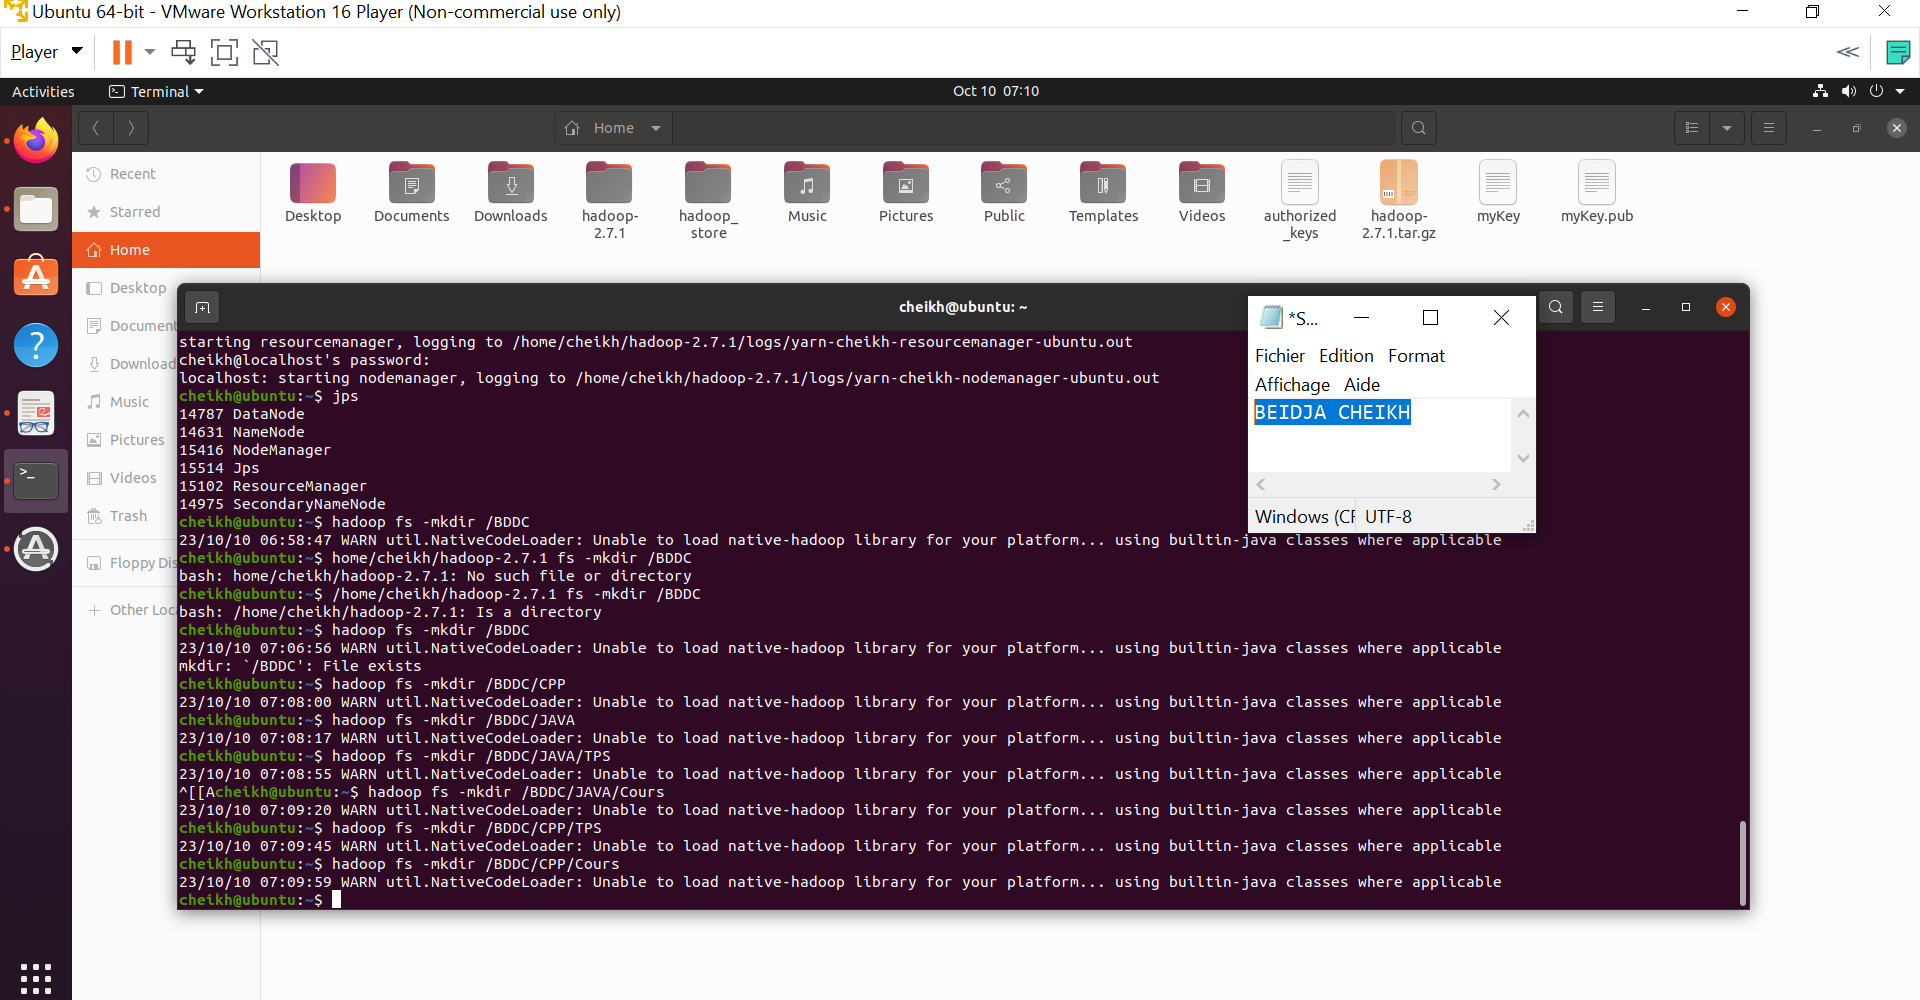 Ubuntu 64-bit - VMware Workstation 16 Player (Non-commercial use only)
Player
Activities
Terminal
Oct 10 07:10
Home
Recent
Starred
Home
Desktop
Document
Download
Music
Pictures
Videos
Trash
Floppy Dis
Other Loc
Desktop
Documents
Downloads
hadoop-
2.7.1
hadoop_
store
Music
Pictures
Public
Templates
Videos
authorized
_keys
hadoop-
2.7.1.tar.gz
myKey
myKey.pub
cheikh@ubuntu: ~
starting resourcemanager, logging to /home/cheikh/hadoop-2.7.1/logs/yarn-cheikh-resourcemanager-ubuntu.out
cheikh@localhost's password:
localhost: starting nodemanager, logging to /home/cheikh/hadoop-2.7.1/logs/yarn-cheikh-nodemanager-ubuntu.out
cheikh@ubuntu:~$ jps
14787 DataNode
14631 NameNode
15416 NodeManager
15514 Jps
15102 ResourceManager
14975 SecondaryNameNode
cheikh@ubuntu:~$ hadoop fs -mkdir /BDDC
23/10/10 06:58:47 WARN util.NativeCodeLoader: Unable to load native-hadoop library for your platform... using builtin-java classes where applicable
cheikh@ubuntu:~$ home/cheikh/hadoop-2.7.1 fs -mkdir /BDDC
bash: home/cheikh/hadoop-2.7.1: No such file or directory
cheikh@ubuntu:~$ /home/cheikh/hadoop-2.7.1 fs -mkdir /BDDC
bash: /home/cheikh/hadoop-2.7.1: Is a directory
cheikh@ubuntu:~$ hadoop fs -mkdir /BDDC
23/10/10 07:06:56 WARN util.NativeCodeLoader: Unable to load native-hadoop library for your platform... using builtin-java classes where applicable
mkdir: `/BDDC': File exists
cheikh@ubuntu:~$ hadoop fs -mkdir /BDDC/CPP
23/10/10 07:08:00 WARN util.NativeCodeLoader: Unable to load native-hadoop library for your platform... using builtin-java classes where applicable
cheikh@ubuntu:~$ hadoop fs -mkdir /BDDC/JAVA
23/10/10 07:08:17 WARN util.NativeCodeLoader: Unable to load native-hadoop library for your platform... using builtin-java classes where applicable
cheikh@ubuntu:~$ hadoop fs -mkdir /BDDC/JAVA/TPS
23/10/10 07:08:55 WARN util.NativeCodeLoader: Unable to load native-hadoop library for your platform... using builtin-java classes where applicable
^[[Acheikh@ubuntu:~$ hadoop fs -mkdir /BDDC/JAVA/Cours
23/10/10 07:09:20 WARN util.NativeCodeLoader: Unable to load native-hadoop library for your platform... using builtin-java classes where applicable
cheikh@ubuntu:~$ hadoop fs -mkdir /BDDC/CPP/TPS
23/10/10 07:09:45 WARN util.NativeCodeLoader: Unable to load native-hadoop library for your platform... using builtin-java classes where applicable
cheikh@ubuntu:~$ hadoop fs -mkdir /BDDC/CPP/Cours
23/10/10 07:09:59 WARN util.NativeCodeLoader: Unable to load native-hadoop library for your platform... using builtin-java classes where applicable
cheikh@ubuntu:~$
*S...
Fichier Edition Format
Affichage Aide
BEIDJA CHEIKH
Windows (CF UTF-8